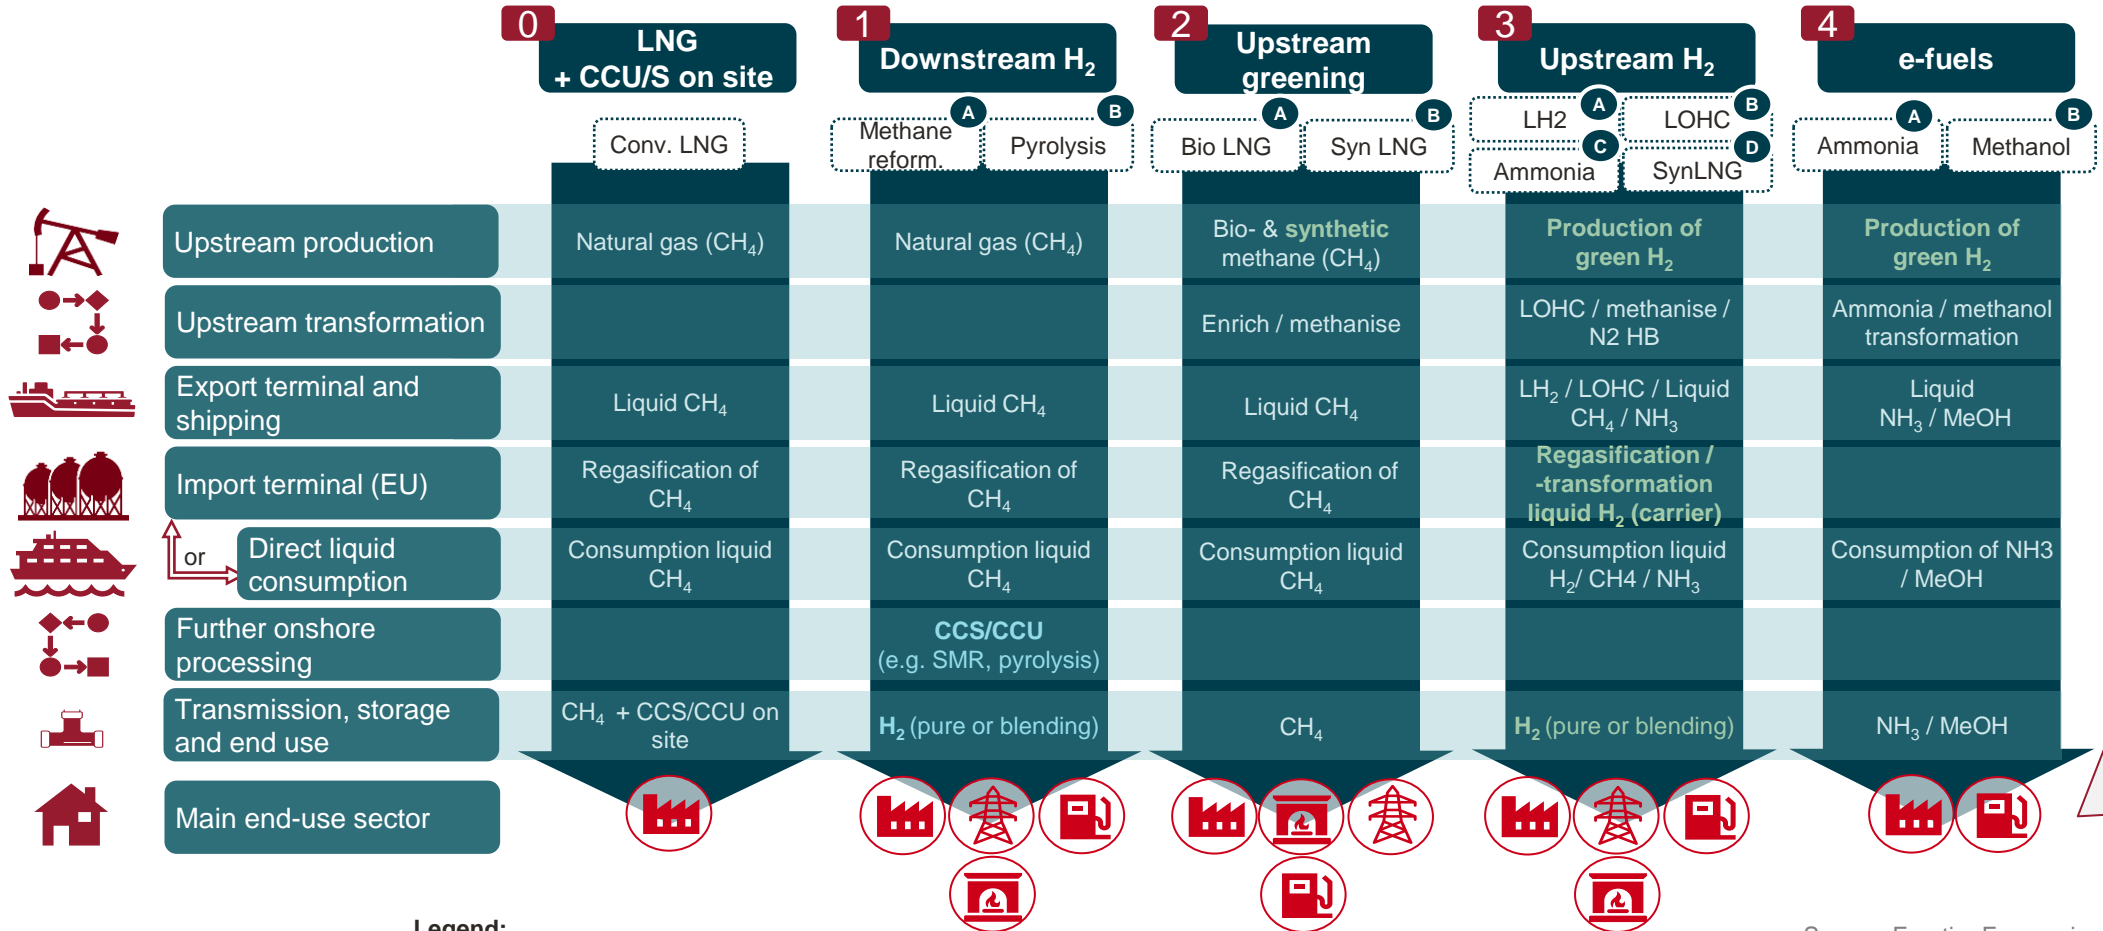 0
LNG
+ CCU/S on site
1
Downstream H₂
2
Upstream
greening
3
Upstream H₂
4
e-fuels
Conv. LNG
A
Methane
reform.
B
Pyrolysis
A
Bio LNG
B
Syn LNG
A
LH2
B
LOHC
C
Ammonia
D
SynLNG
A
Ammonia
B
Methanol
Upstream production
Natural gas (CH₄)
Natural gas (CH₄)
Bio- & synthetic
methane (CH₄)
Production of
green H₂
Production of
green H₂
Upstream transformation
Enrich / methanise
LOHC / methanise /
N2 HB
Ammonia / methanol
transformation
Export terminal and
shipping
Liquid CH₄
Liquid CH₄
Liquid CH₄
LH₂ / LOHC / Liquid
CH₄ / NH₃
Liquid
NH₃ / MeOH
Import terminal (EU)
Regasification of
CH₄
Regasification of
CH₄
Regasification of
CH₄
Regasification /
-transformation
liquid H₂ (carrier)
or
Direct liquid
consumption
Consumption liquid
CH₄
Consumption liquid
CH₄
Consumption liquid
CH₄
Consumption liquid
H₂/ CH4 / NH₃
Consumption of NH3
/ MeOH
Further onshore
processing
CCS/CCU
(e.g. SMR, pyrolysis)
Transmission, storage
and end use
CH₄ + CCS/CCU on
site
H₂ (pure or blending)
CH₄
H₂ (pure or blending)
NH₃ / MeOH
Main end-use sector
Legend: